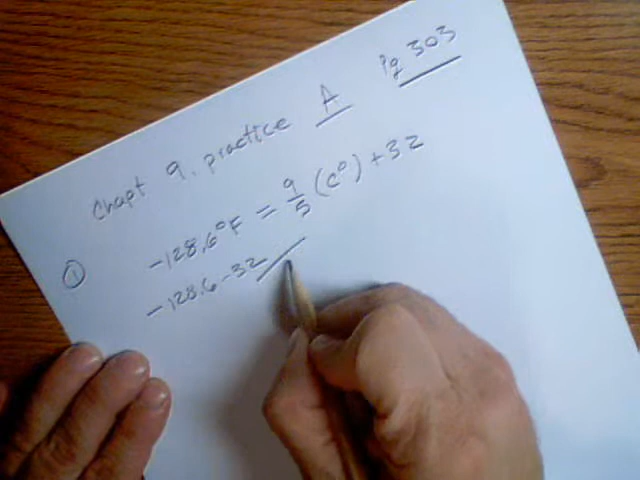 Chapt 9. practice A Pg 303
① -128.6°F = 9/5 (C°) + 32
-128.6 - 32